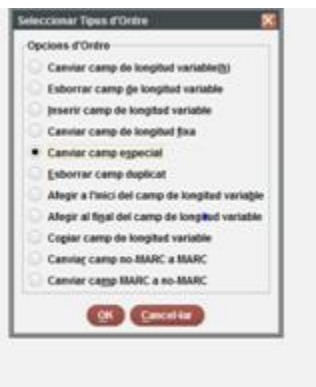 Seleccionar Tipus d'Ordre
Opcions d'Ordre
Canviar camp de longitud variable(h)
Esborrar camp de longitud variable
Inserir camp de longitud variable
Canviar camp de longitud fixa
Canviar camp especial
Esborrar camp duplicat
Afegir a l'inici del camp de longitud variable
Afegir al final del camp de longitud variable
Copiar camp de longitud variable
Canviar camp no-MARC a MARC
Canviar camp MARC a no-MARC
OK
Cancel·lar